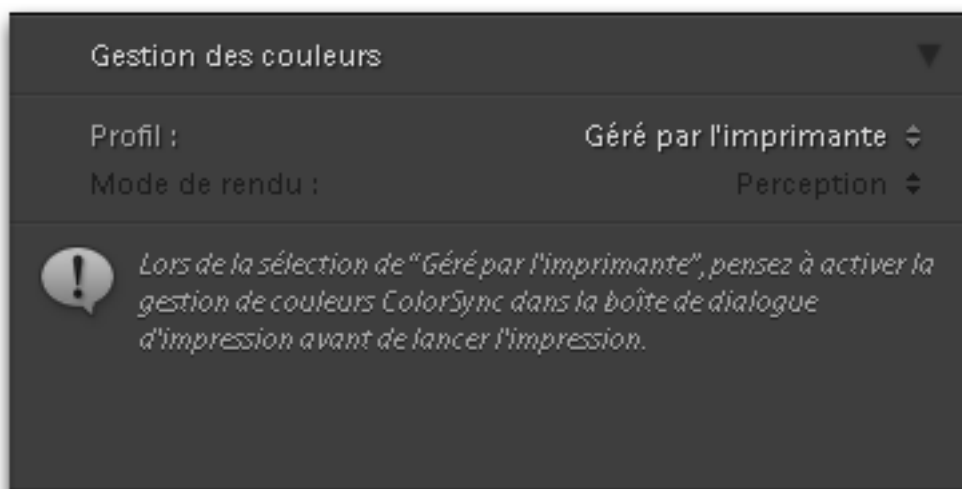 Gestion des couleurs
Profil : Géré par l'imprimante
Mode de rendu : Perception
Lors de la sélection de “Géré par l'imprimante”, pensez à activer la
gestion de couleurs ColorSync dans la boîte de dialogue
d'impression avant de lancer l'impression.